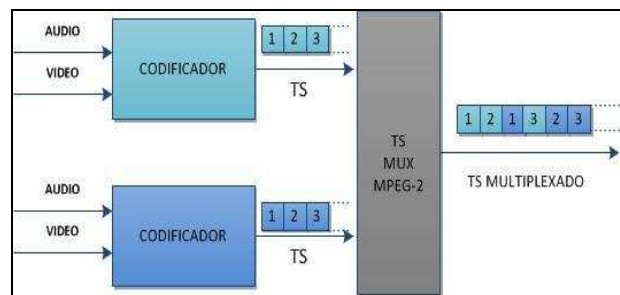 AUDIO
VIDEO
CODIFICADOR
1 2 3
TS
AUDIO
VIDEO
CODIFICADOR
1 2 3
TS
TS
MUX
MPEG-2
1 2 1 3 2 3
TS MULTIPLEXADO